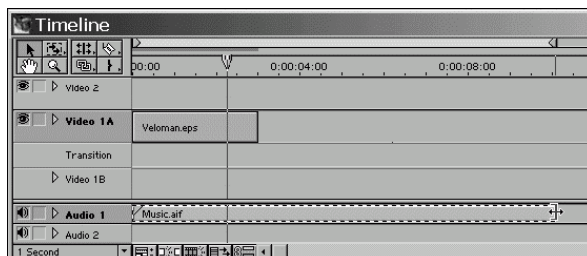 Timeline
00:00 0:00:04:00 0:00:08:00
Video 2
Video 1A
Veloman.eps
Transition
Video 1B
Audio 1
Music.aif
Audio 2
1 Second